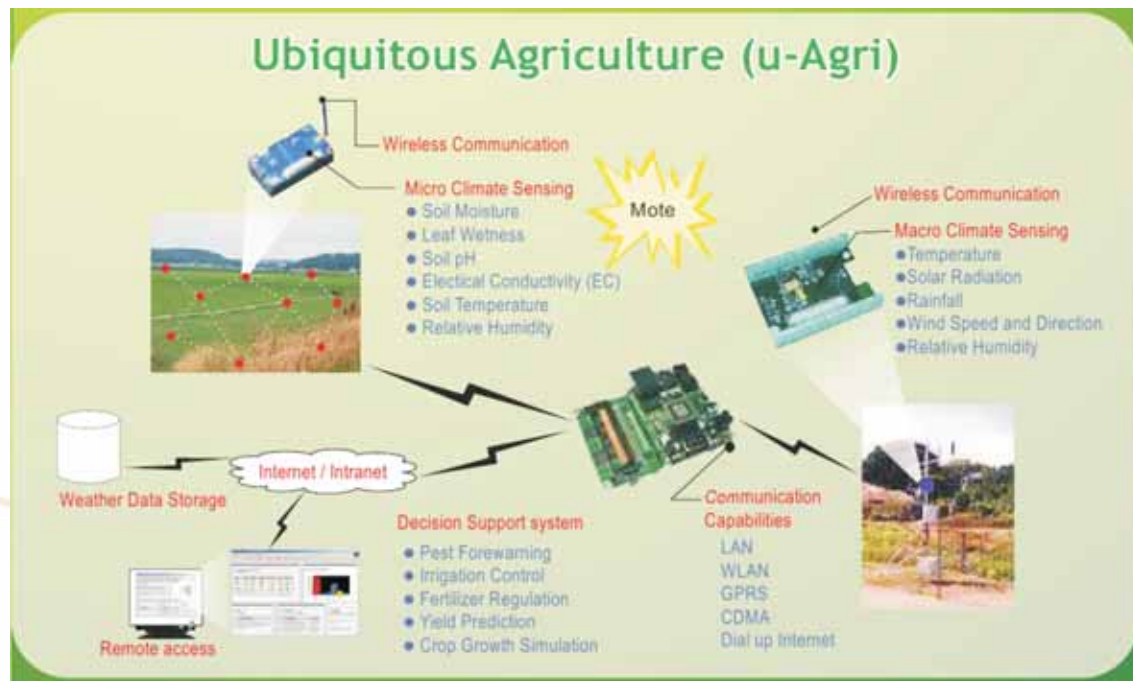 Ubiquitous Agriculture (u-Agri)
Wireless Communication
Micro Climate Sensing
Soil Moisture
Leaf Wetness
Soil pH
Electical Conductivity (EC)
Soil Temperature
Relative Humidity
Mote
Wireless Communication
Macro Climate Sensing
Temperature
Solar Radiation
Rainfall
Wind Speed and Direction
Relative Humidity
Internet / Intranet
Weather Data Storage
Remote access
Decision Support system
Pest Forewarning
Irrigation Control
Fertilizer Regulation
Yield Prediction
Crop Growth Simulation
Communication
Capabilities
LAN
WLAN
GPRS
CDMA
Dial up Internet